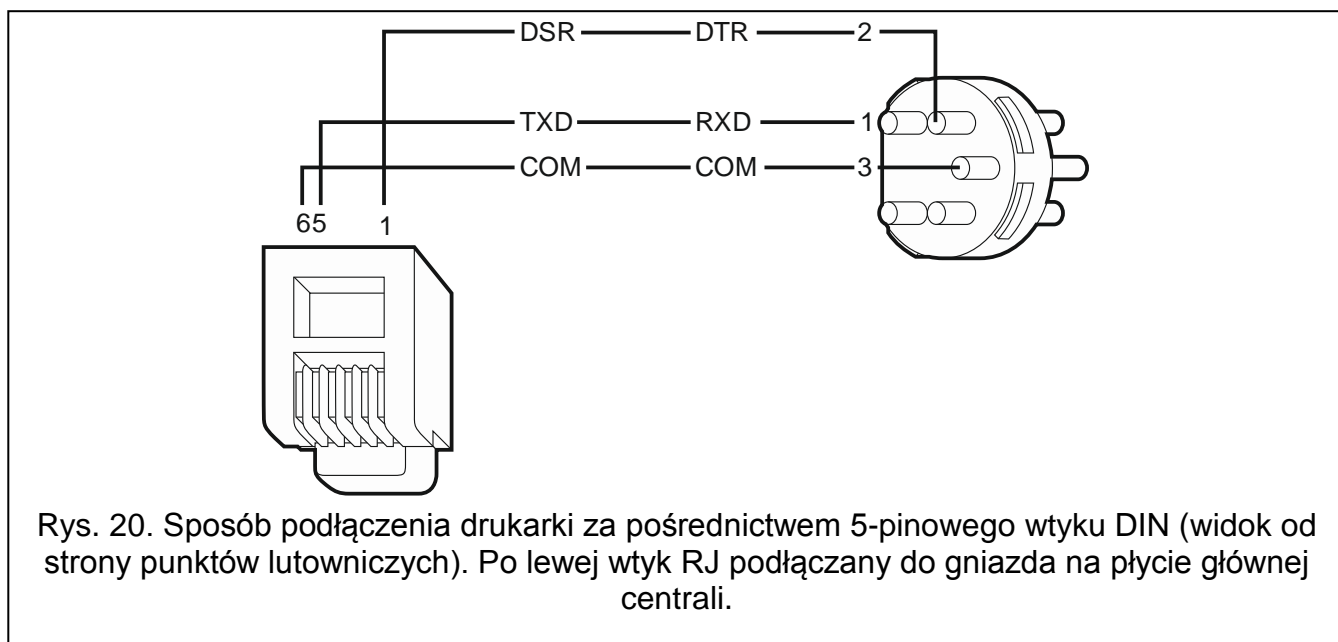 DSR DTR 2
TXD RXD 1
COM COM 3
65 1
Rys. 20. Sposób podłączenia drukarki za pośrednictwem 5-pinowego wtyku DIN (widok od
strony punktów lutowniczych). Po lewej wtyk RJ podłączany do gniazda na płycie głównej
centrali.